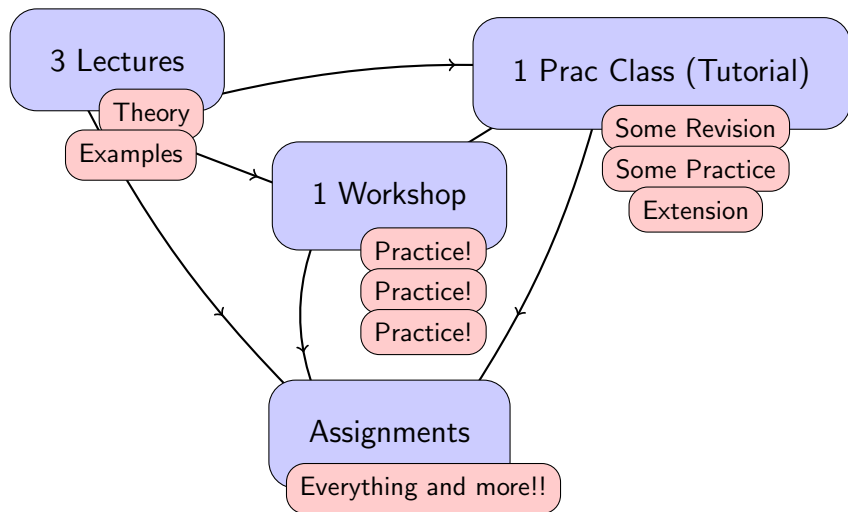 3 Lectures
Theory
Examples
1 Prac Class (Tutorial)
Some Revision
Some Practice
Extension
1 Workshop
Practice!
Practice!
Practice!
Assignments
Everything and more!!